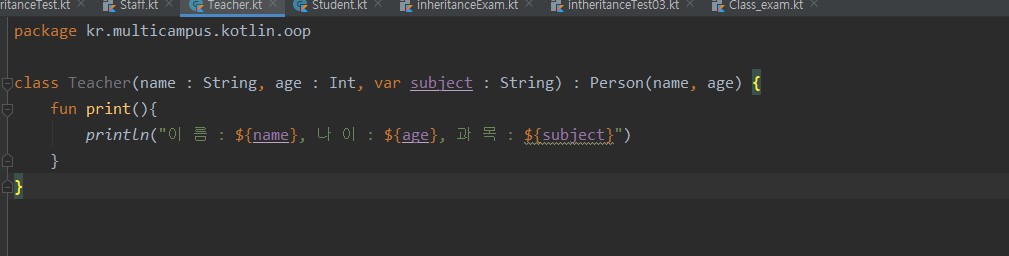 ritanceTest.kt Staff.kt Teacher.kt Student.kt inheritanceExam.kt intheritanceTest03.kt Class_exam.kt
package kr.multicampus.kotlin.oop
class Teacher(name : String, age : Int, var subject : String) : Person(name, age) {
fun print(){
println("이 름 : ${name}, 나 이 : ${age}, 과 목 : ${subject}")
}
}